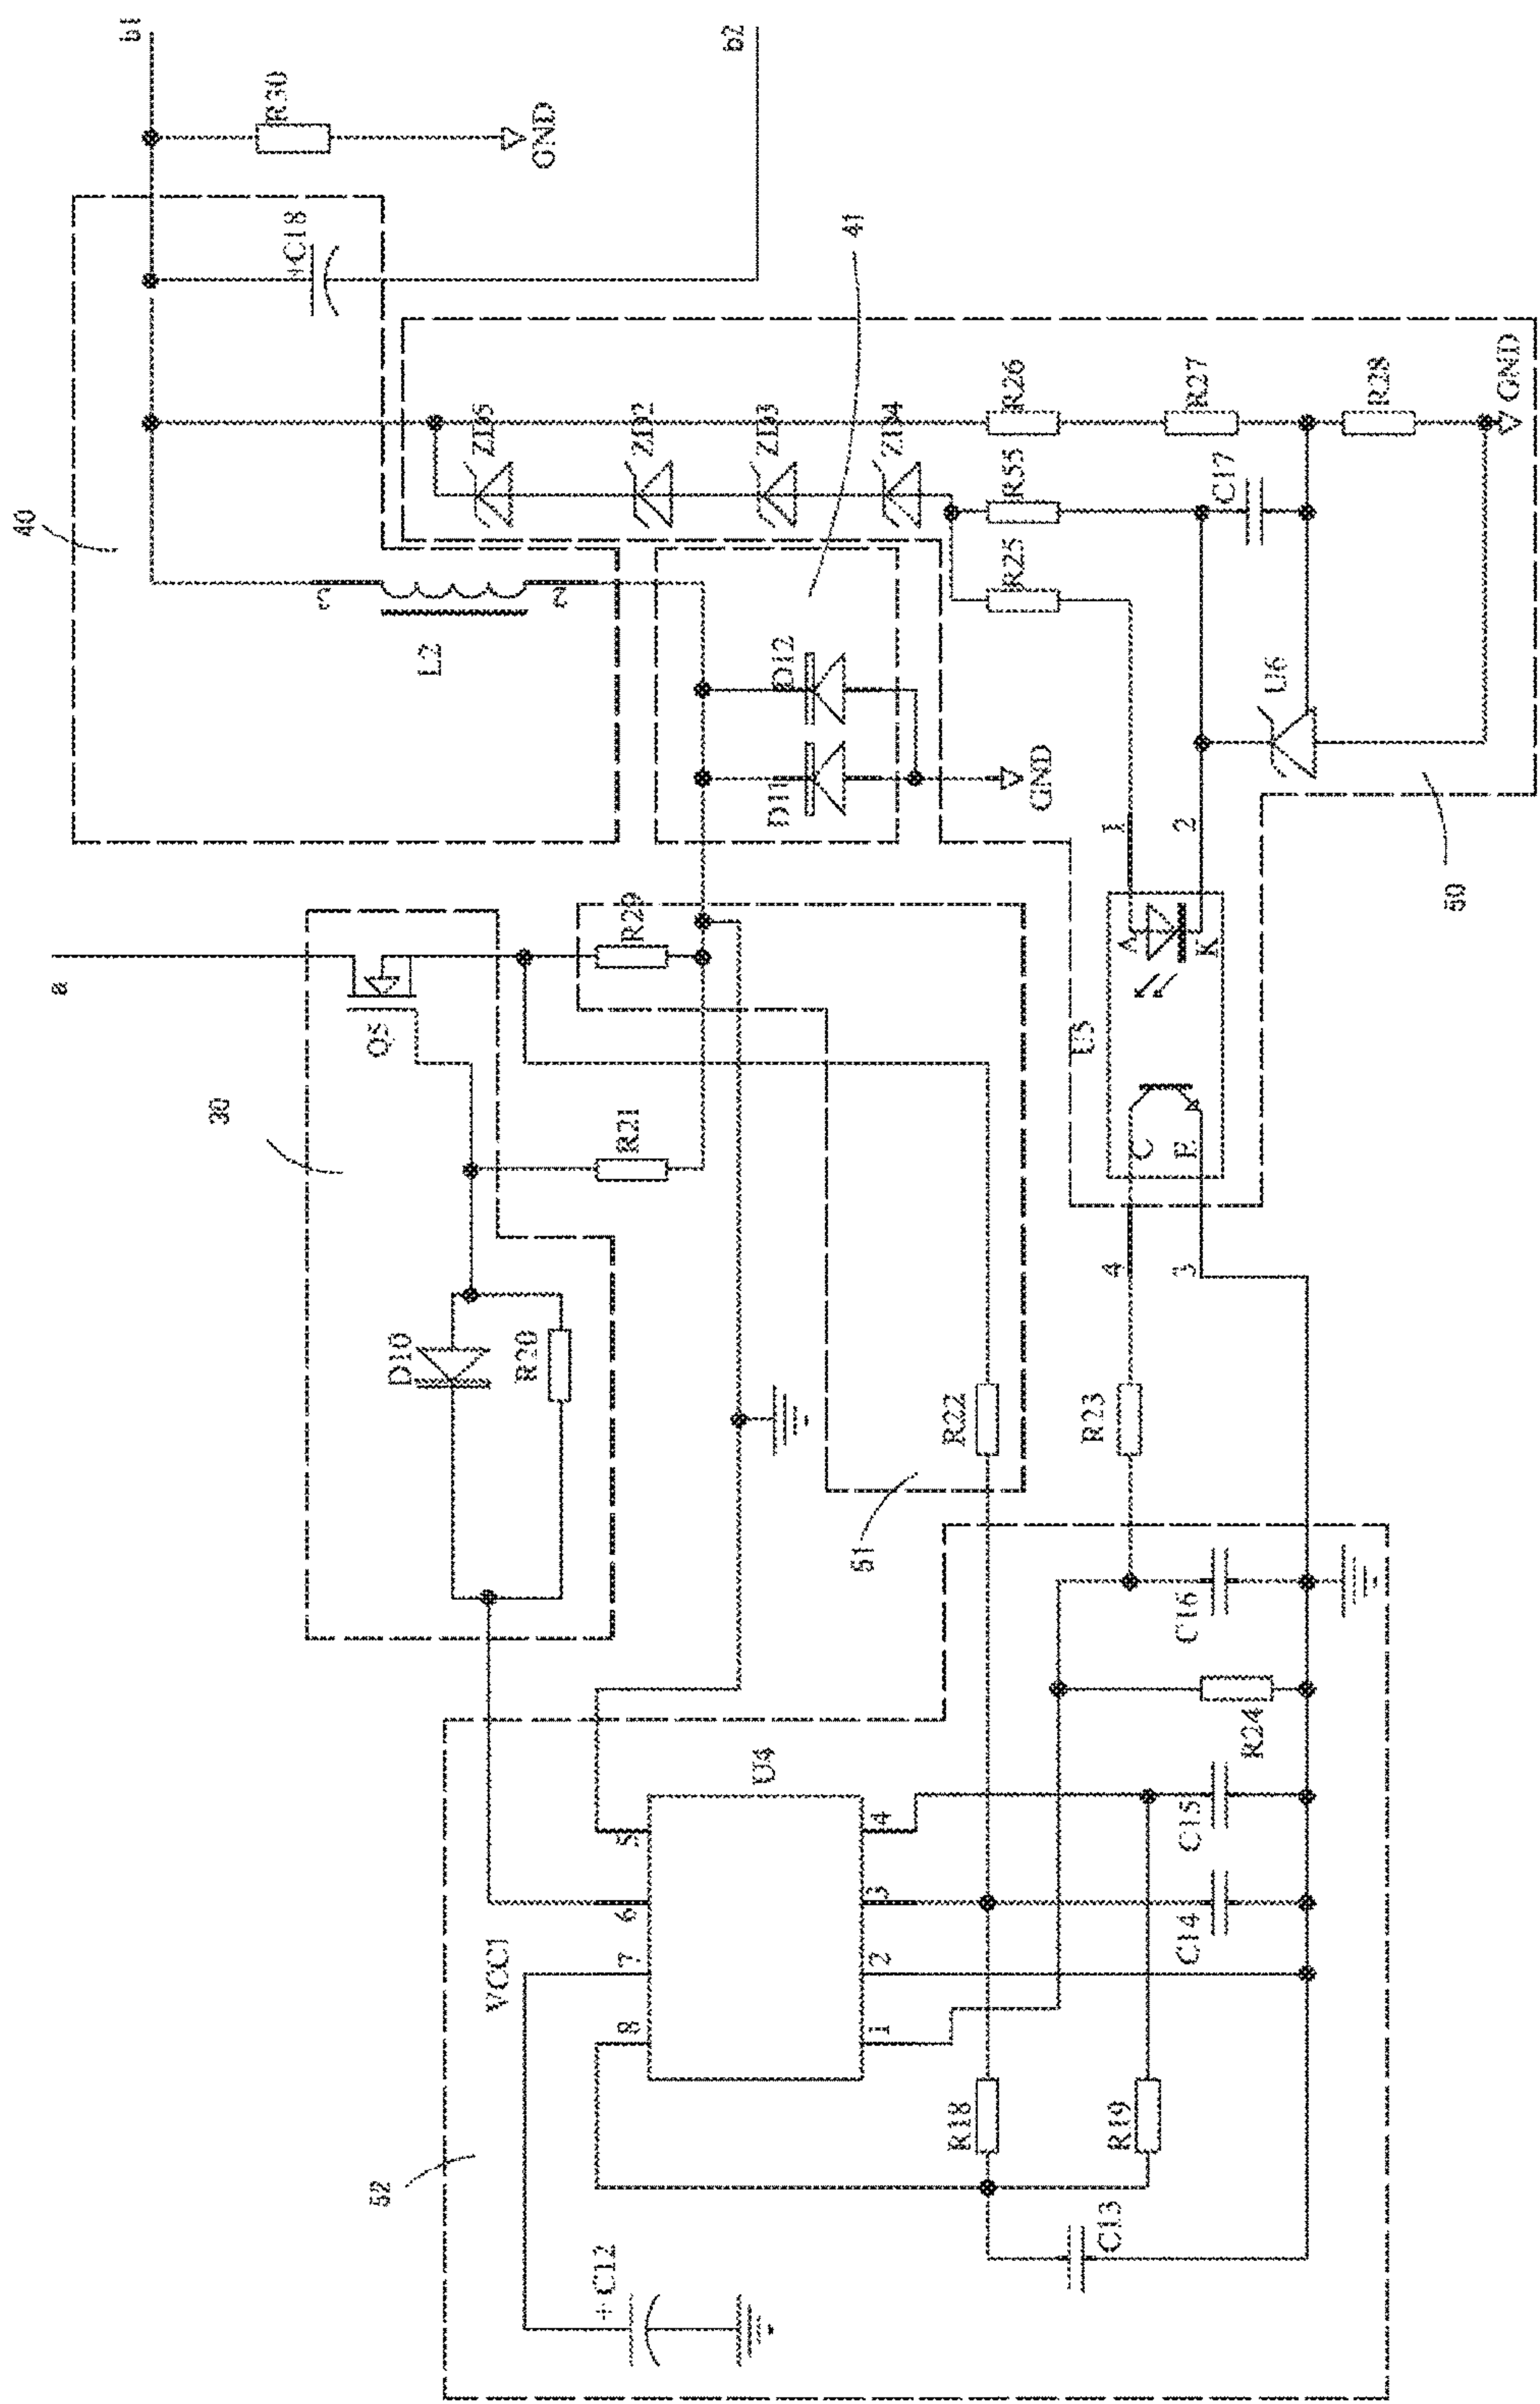 a
b1
b2
R30
GND
40
C18
+
L2
2
41
ZD5
ZD2
ZD3
ZD4
R26
R27
R28
GND
R55
R25
C17
U6
D12
D11
GND
50
1
2
A
K
U5
C
E
4
3
30
Q5
R29
R21
D10
R20
51
R22
R23
C16
R24
C15
C14
U4
5
6
7
8
4
3
2
1
VCC1
R18
R19
52
C13
+
C12